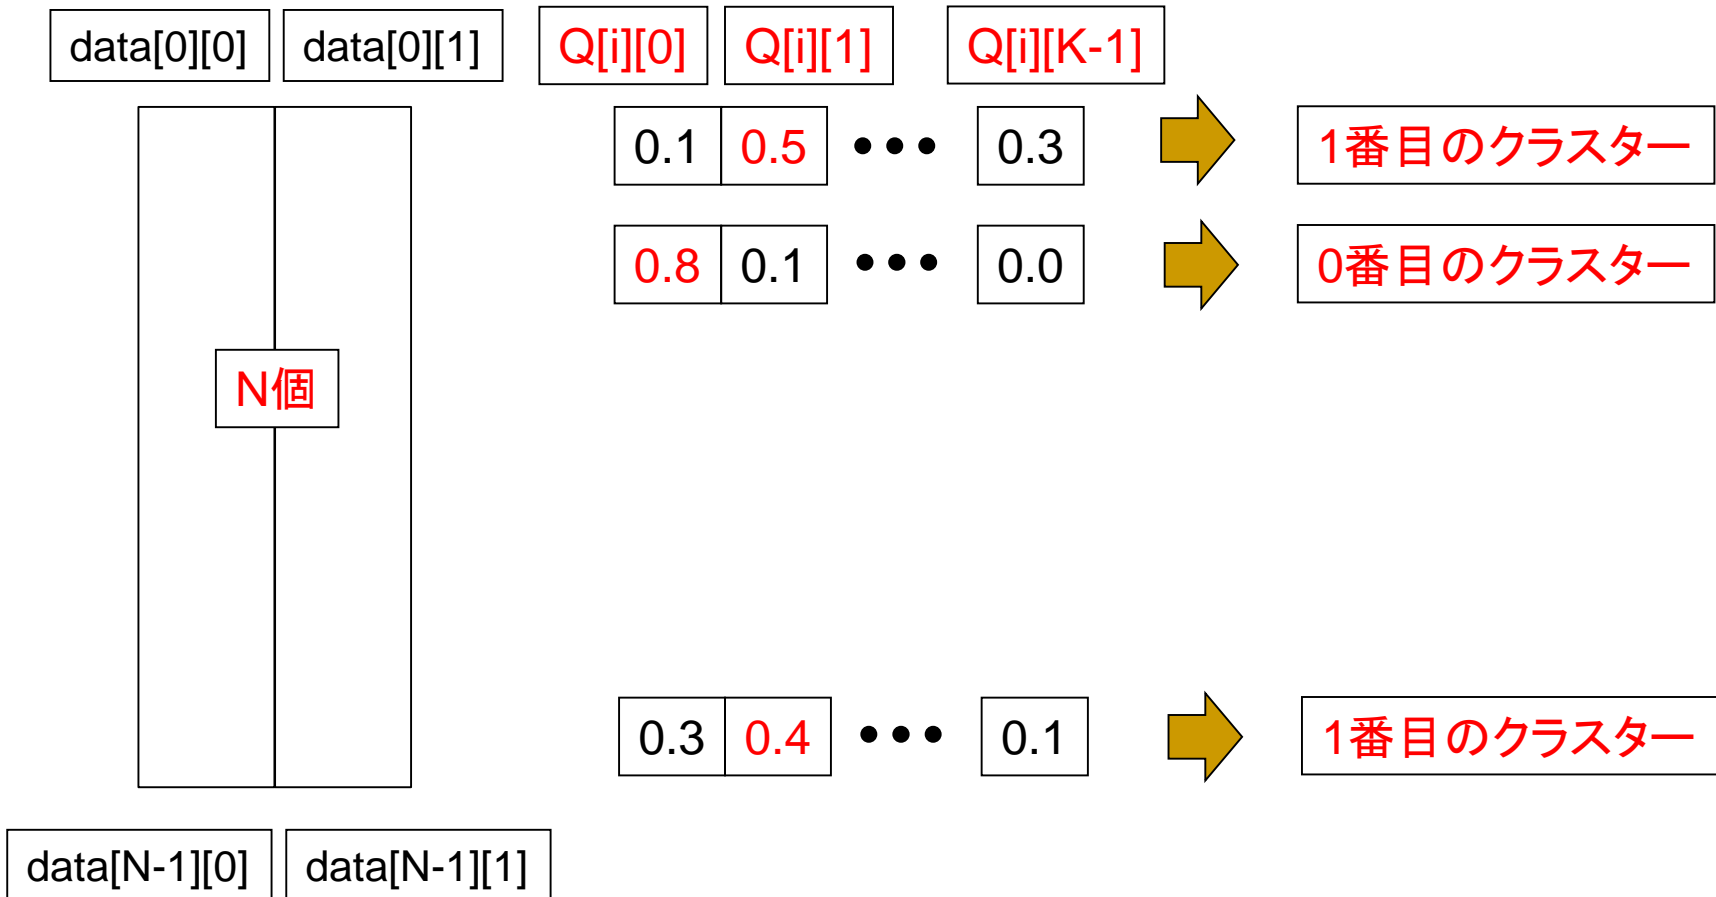 data[0][0] data[0][1] Q[i][0] Q[i][1] Q[i][K-1]
0.1 0.5 ••• 0.3 1番目のクラスター
0.8 0.1 ••• 0.0 0番目のクラスター
N個
0.3 0.4 ••• 0.1 1番目のクラスター
data[N-1][0] data[N-1][1]